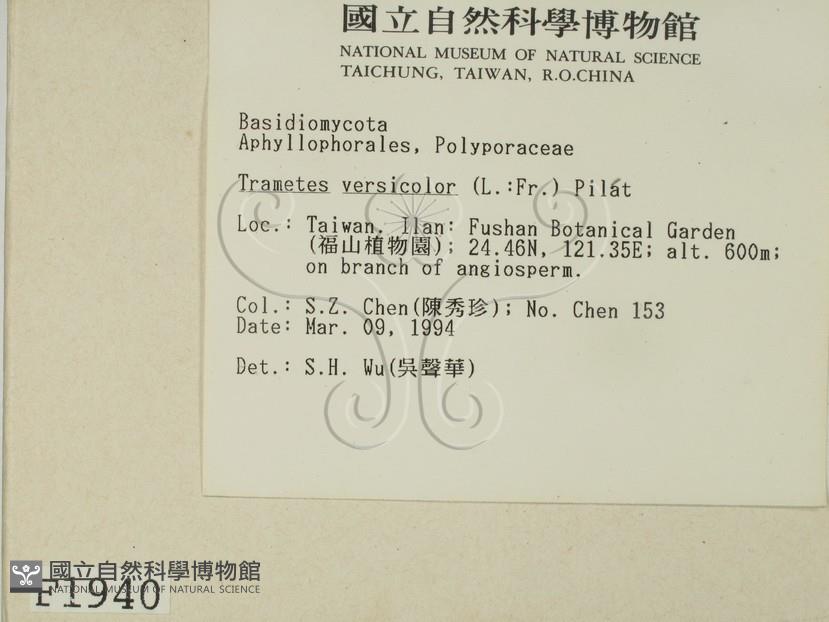 國立自然科學博物館
NATIONAL MUSEUM OF NATURAL SCIENCE
TAICHUNG, TAIWAN, R.O.CHINA
Basidiomycota
Aphyllophorales, Polyporaceae
Trametes versicolor (L.:Fr.) Pilát
Loc.: Taiwan. Ilan: Fushan Botanical Garden
(福山植物園); 24.46N, 121.35E; alt. 600m;
on branch of angiosperm.
Col.: S.Z. Chen(陳秀珍); No. Chen 153
Date: Mar. 09, 1994
Det.: S.H. Wu(吳聲華)
國立自然科學博物館
NATIONAL MUSEUM OF NATURAL SCIENCE
F1940